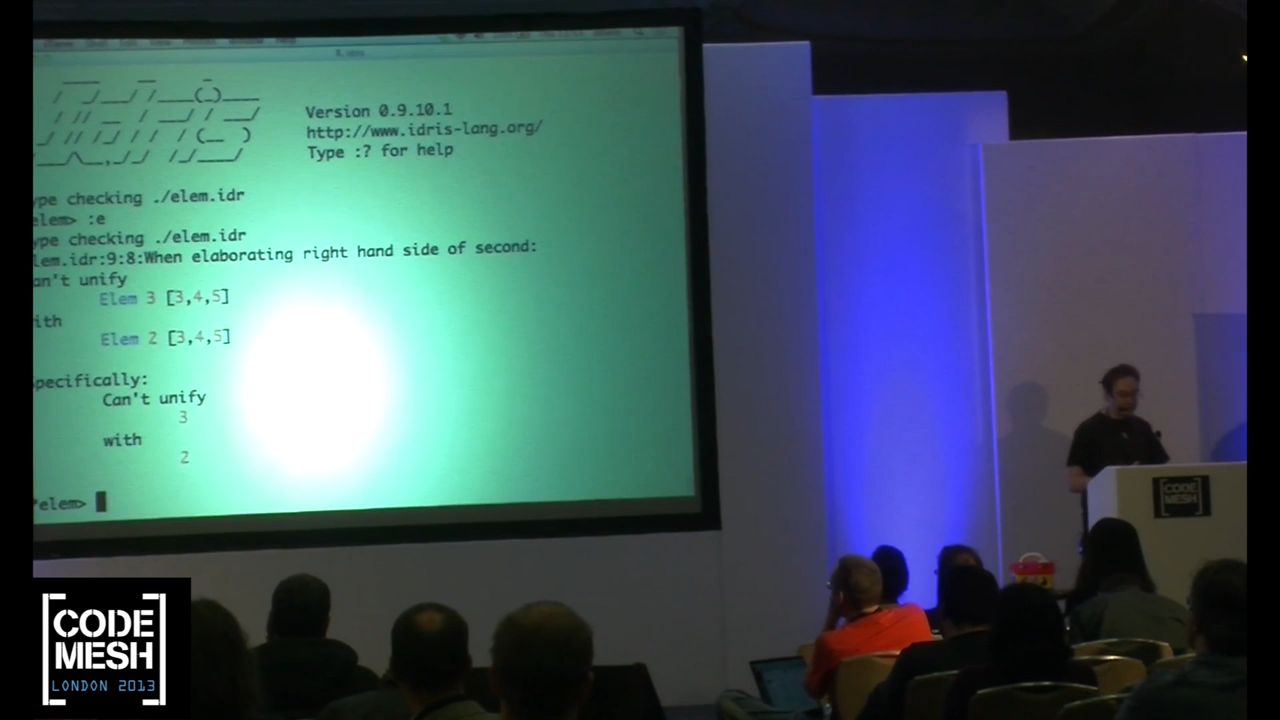 Version 0.9.10.1
http://www.idris-lang.org/
Type :? for help
ype checking ./elem.idr
elem> :e
ype checking ./elem.idr
lem.idr:9:8:When elaborating right hand side of second:
an't unify
Elem 3 [3,4,5]
ith
Elem 2 [3,4,5]
pecifically:
Can't unify
3
with
2
*elem>
CODE
MESH
CODE
MESH
LONDON 2013